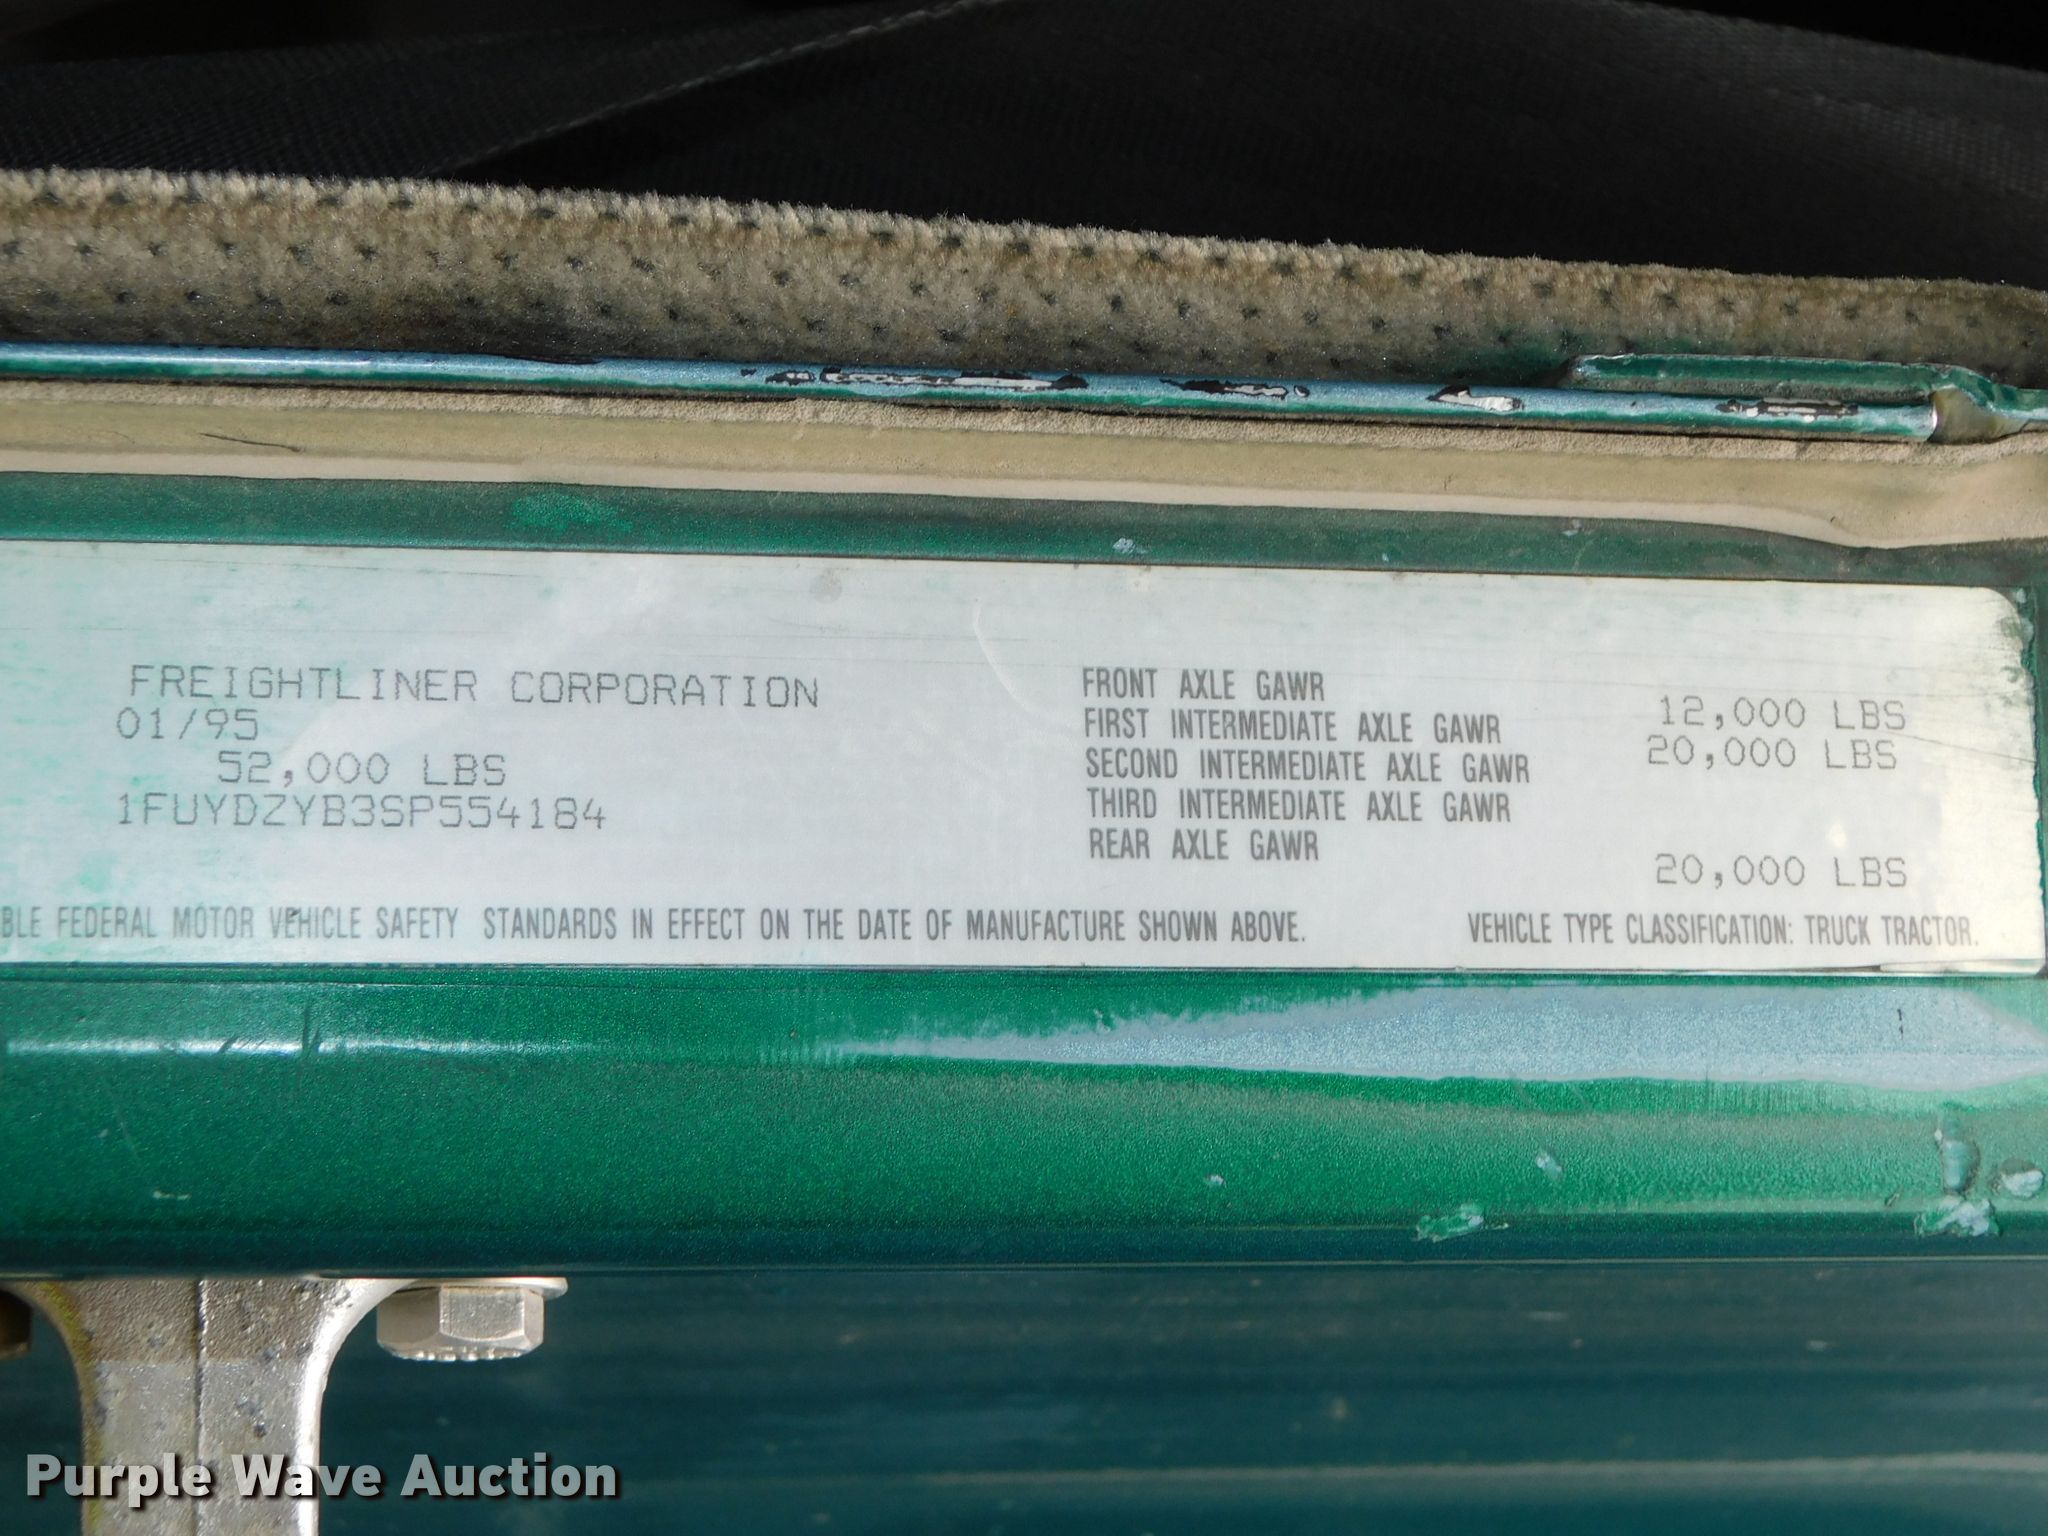 FREIGHTLINER CORPORATION
01/95
52,000 LBS
1FUYDZYB3SP554184
FRONT AXLE GAWR 12,000 LBS
FIRST INTERMEDIATE AXLE GAWR 20,000 LBS
SECOND INTERMEDIATE AXLE GAWR
THIRD INTERMEDIATE AXLE GAWR
REAR AXLE GAWR 20,000 LBS
BLE FEDERAL MOTOR VEHICLE SAFETY STANDARDS IN EFFECT ON THE DATE OF MANUFACTURE SHOWN ABOVE. VEHICLE TYPE CLASSIFICATION: TRUCK TRACTOR.
Purple Wave Auction